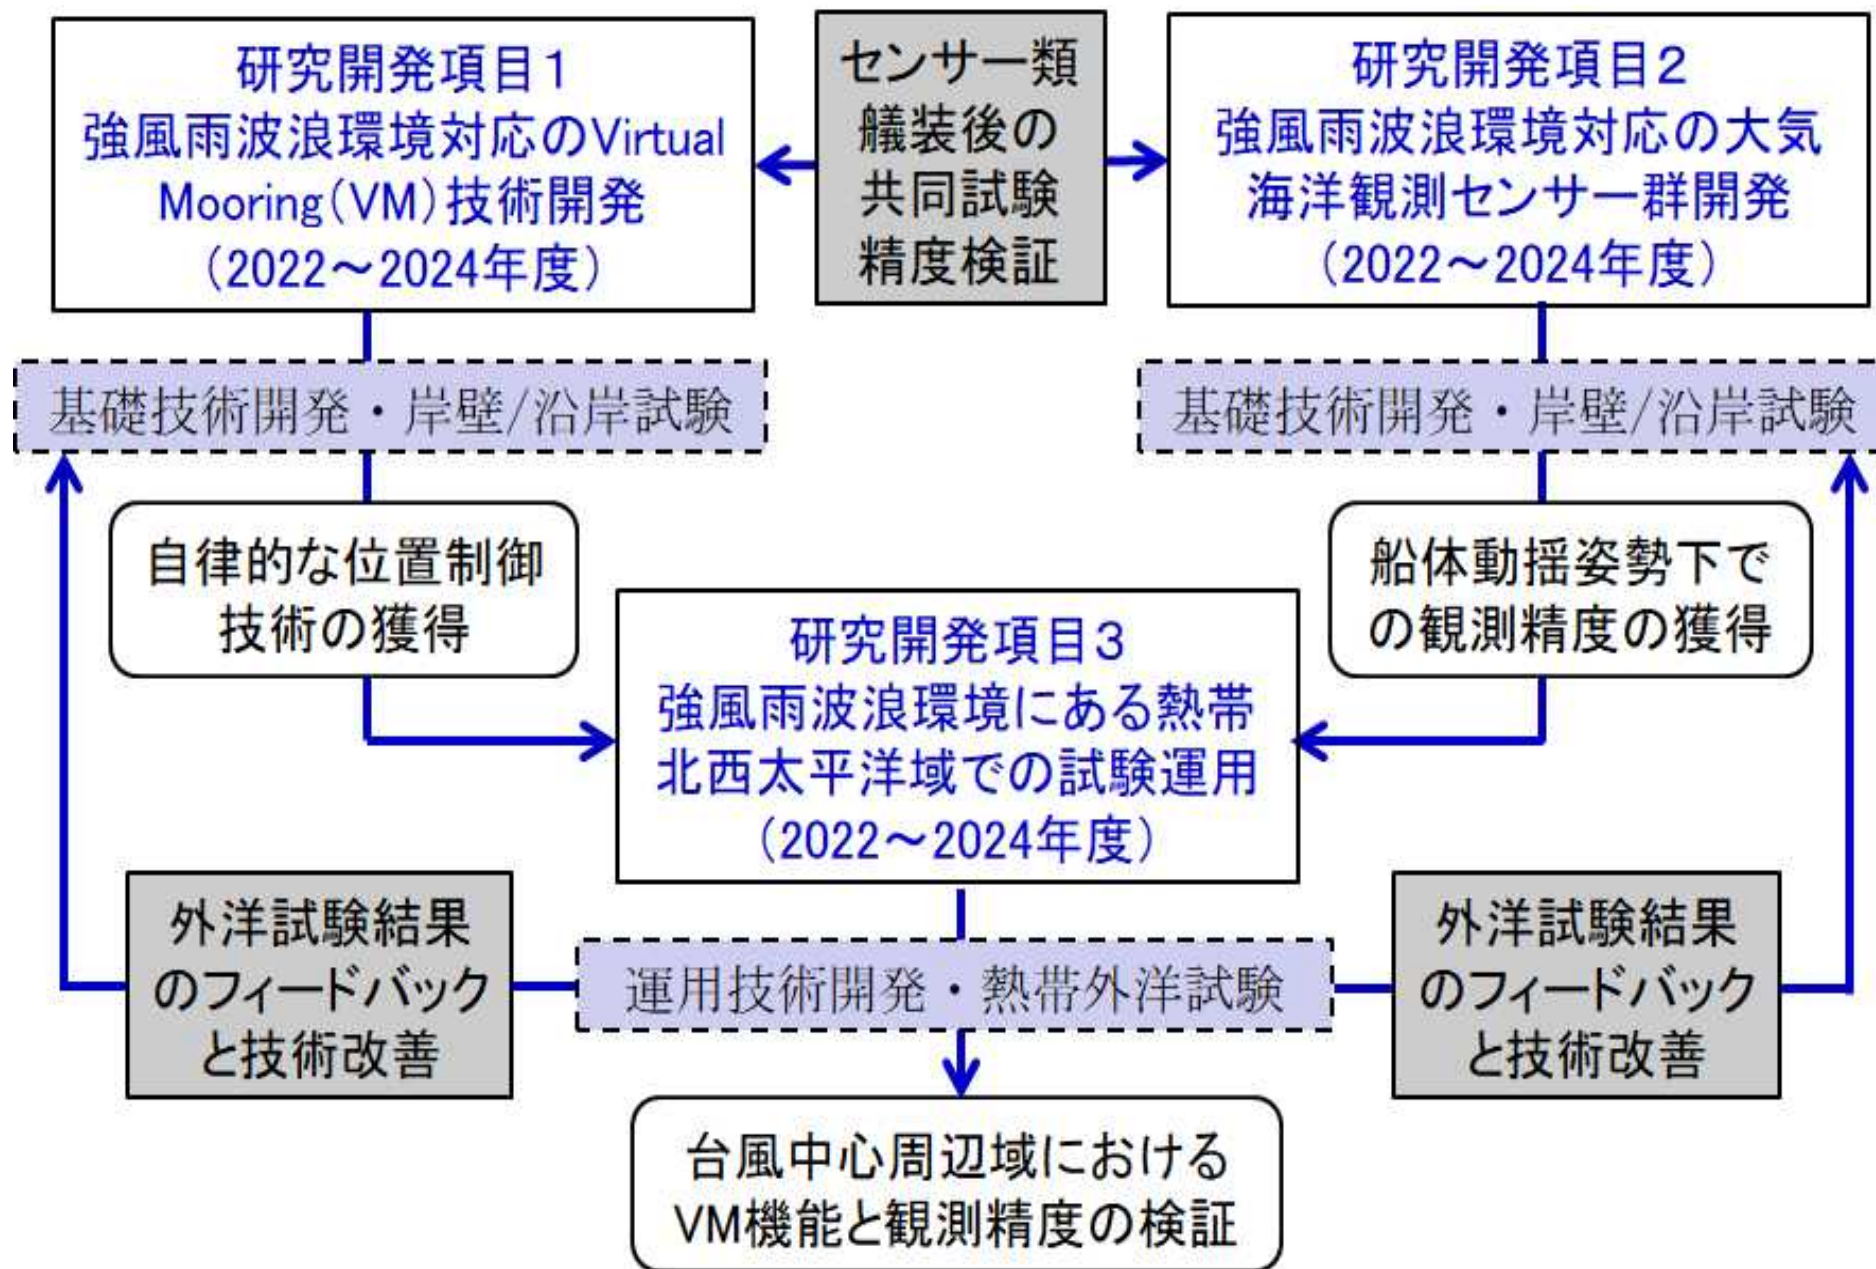 研究開発項目1
強風雨波浪環境対応のVirtual
Mooring(VM)技術開発
(2022～2024年度)
センサー類
艤装後の
共同試験
精度検証
研究開発項目2
強風雨波浪環境対応の大気
海洋観測センサー群開発
(2022～2024年度)
基礎技術開発・岸壁/沿岸試験
基礎技術開発・岸壁/沿岸試験
自律的な位置制御
技術の獲得
船体動揺姿勢下で
の観測精度の獲得
研究開発項目3
強風雨波浪環境にある熱帯
北西太平洋域での試験運用
(2022～2024年度)
外洋試験結果
のフィードバック
と技術改善
運用技術開発・熱帯外洋試験
外洋試験結果
のフィードバック
と技術改善
台風中心周辺域における
VM機能と観測精度の検証